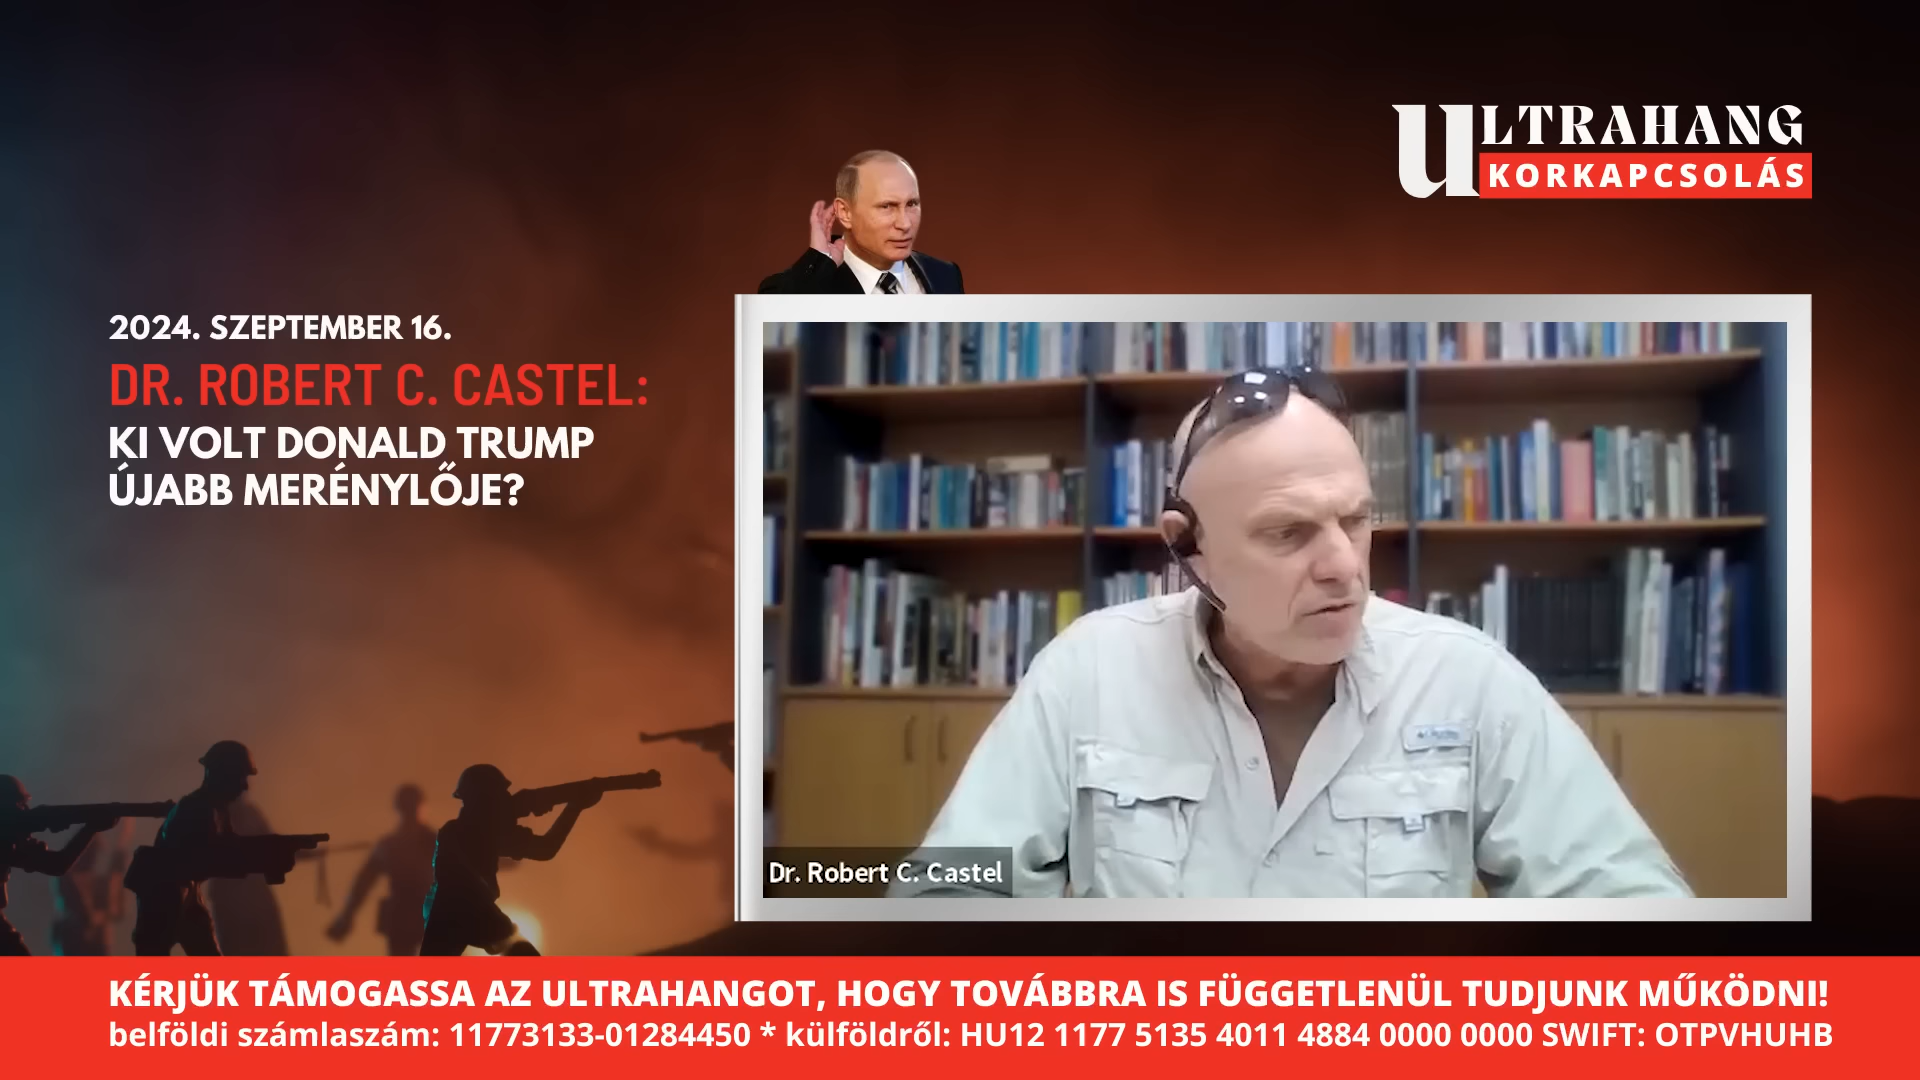 ULTRAHANG
KORKAPCSOLÁS
2024. SZEPTEMBER 16.
DR. ROBERT C. CASTEL:
KI VOLT DONALD TRUMP
ÚJABB MERÉNYLŐJE?
Dr. Robert C. Castel
KÉRJÜK TÁMOGASSA AZ ULTRAHANGOT, HOGY TOVÁBBRA IS FÜGGETLENÜL TUDJUNK MŰKÖDNI!
belföldi számlaszám: 11773133-01284450 * külföldről: HU12 1177 5135 4011 4884 0000 0000 SWIFT: OTPVHUHB